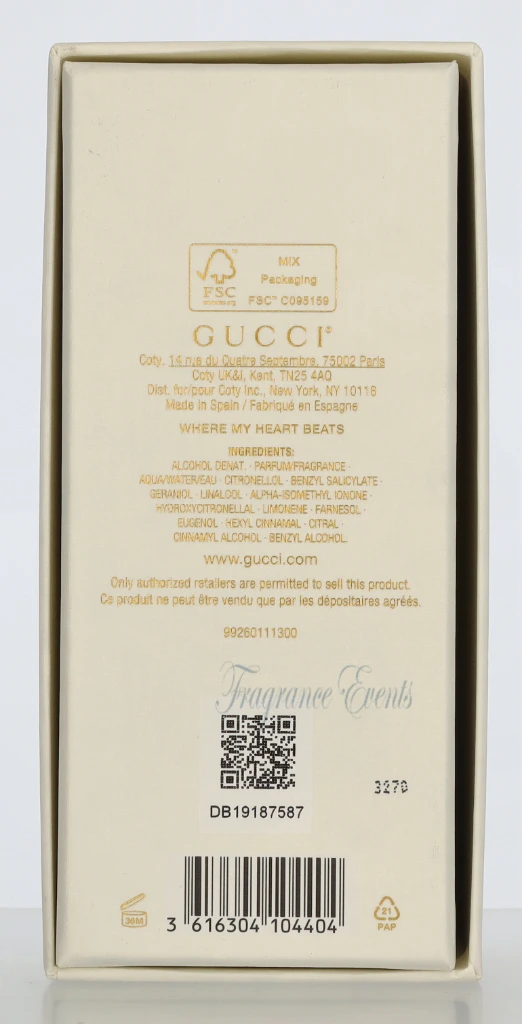 FSC™
MIX
Packaging
FSC™ C095159
GUCCI®
Coty, 14 rue du Quatre Septembre, 75002 Paris
Coty UK&I, Kent, TN25 4AQ
Dist. for/pour Coty Inc., New York, NY 10118
Made in Spain / Fabriqué en Espagne
WHERE MY HEART BEATS
INGREDIENTS:
ALCOHOL DENAT. · PARFUM/FRAGRANCE ·
AQUA/WATER/EAU · CITRONELLOL · BENZYL SALICYLATE ·
GERANIOL · LINALOOL · ALPHA-ISOMETHYL IONONE ·
HYDROXYCITRONELLAL · LIMONENE · FARNESOL ·
EUGENOL · HEXYL CINNAMAL · CITRAL ·
CINNAMYL ALCOHOL · BENZYL ALCOHOL.
www.gucci.com
Only authorized retailers are permitted to sell this product.
Ce produit ne peut être vendu que par les dépositaires agréés.
99260111300
Fragrance Events
DB19187587
3270
36M
3 616304 104404
21
PAP